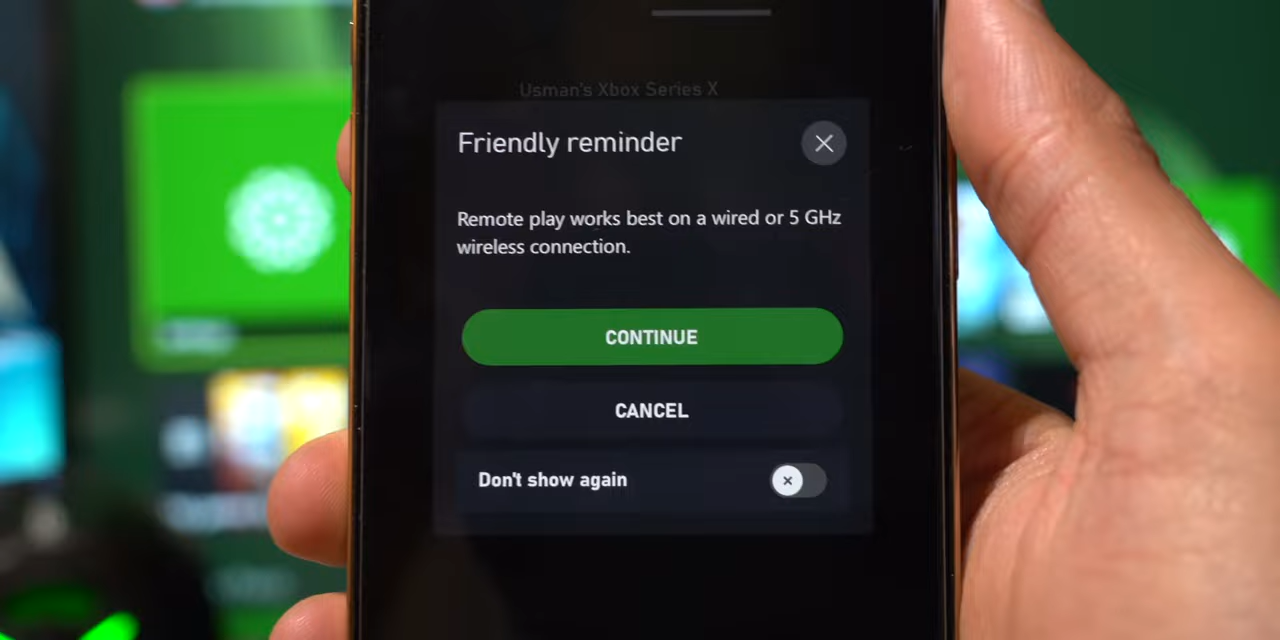 Usman's Xbox Series X
Friendly reminder
Remote play works best on a wired or 5 GHz
wireless connection.
CONTINUE
CANCEL
Don't show again